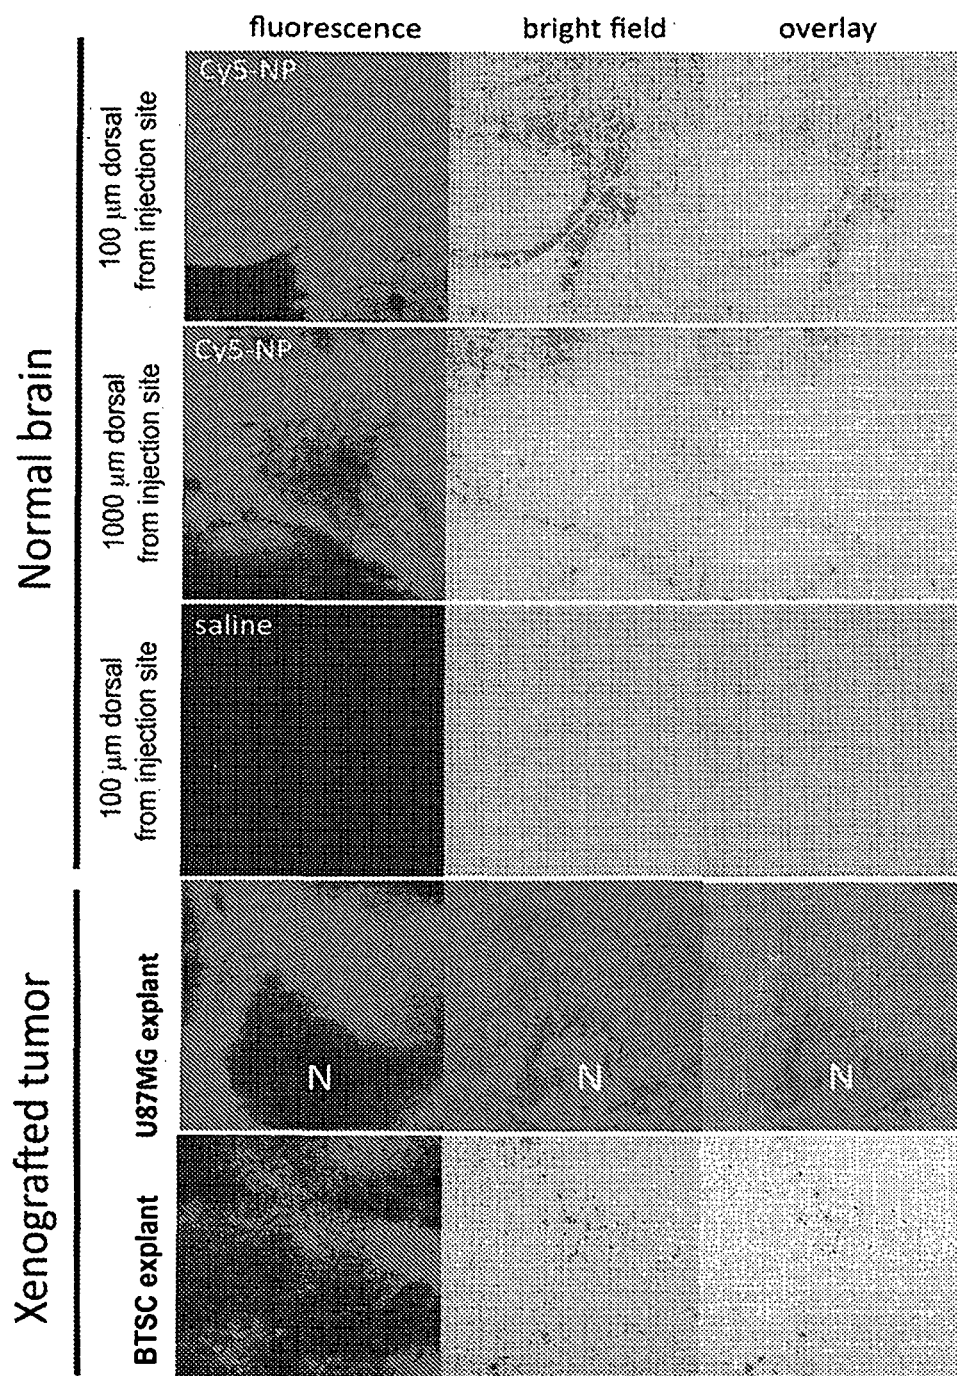 fluorescence bright field overlay
Normal brain
100 μm dorsal
from injection site
Cy5-NP
1000 μm dorsal
from injection site
Cy5-NP
100 μm dorsal
from injection site
saline
Xenografted tumor
U87MG explant
N N N
BTSC explant